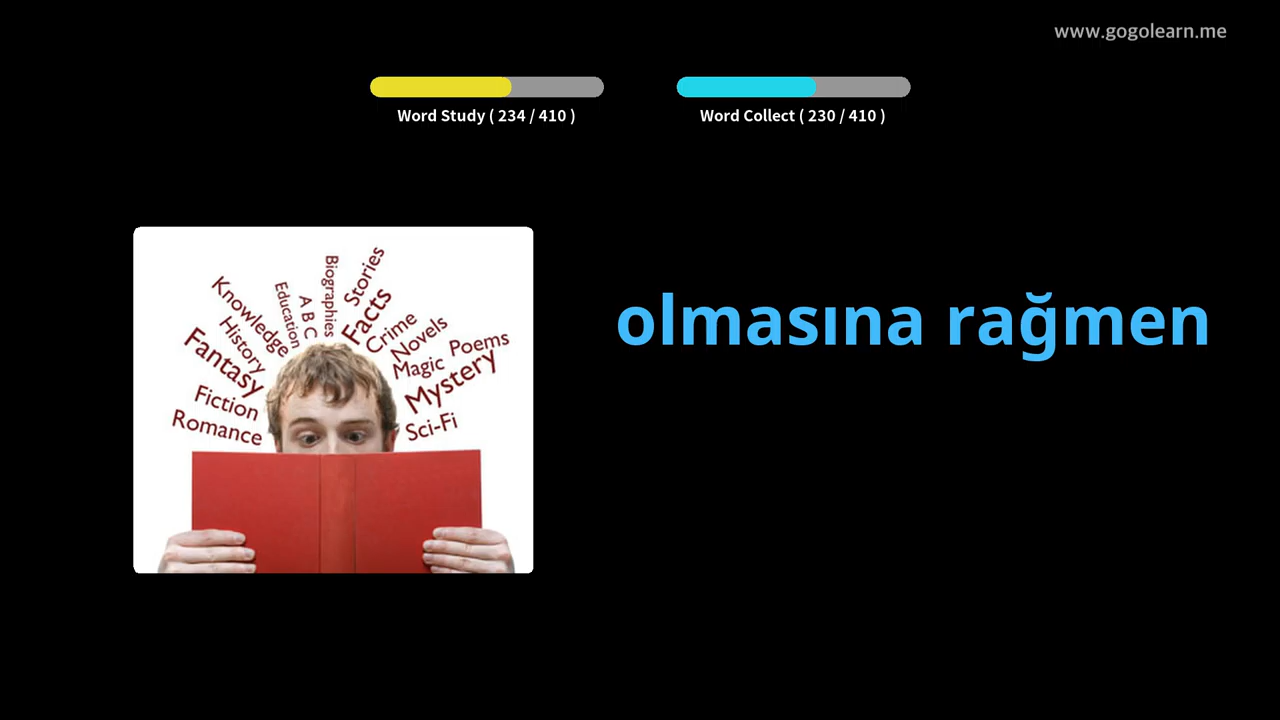 www.gogolearn.me
Word Study ( 234 / 410 )
Word Collect ( 230 / 410 )
olmasına rağmen
Knowledge
History
Fantasy
Fiction
Romance
Education
A B C
Biographies
Stories
Facts
Crime
Novels
Magic
Poems
Mystery
Sci-Fi